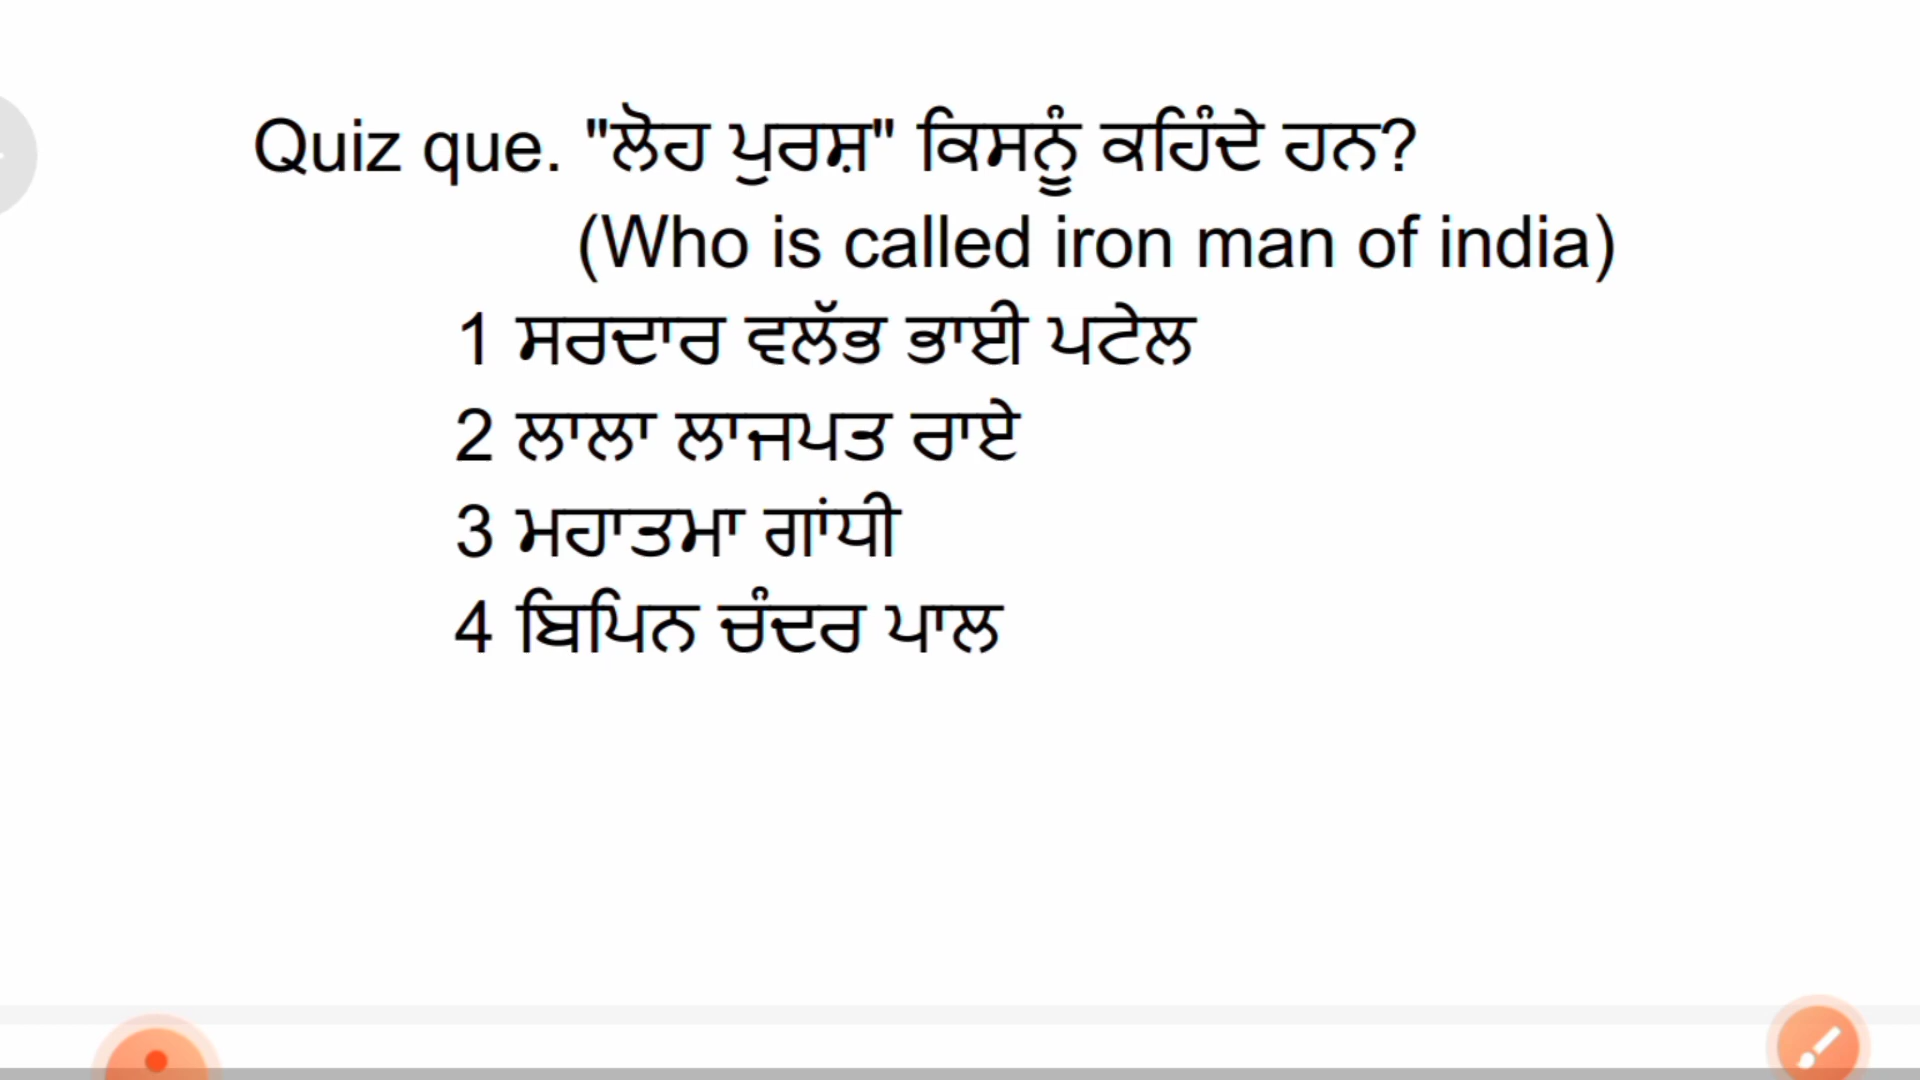 Quiz que. "ਲੋਹ ਪੁਰਸ਼" ਕਿਸਨੂੰ ਕਹਿੰਦੇ ਹਨ?
(Who is called iron man of india)
1 ਸਰਦਾਰ ਵਲੱਭ ਭਾਈ ਪਟੇਲ
2 ਲਾਲਾ ਲਾਜਪਤ ਰਾਏ
3 ਮਹਾਤਮਾ ਗਾਂਧੀ
4 ਬਿਪਿਨ ਚੰਦਰ ਪਾਲ